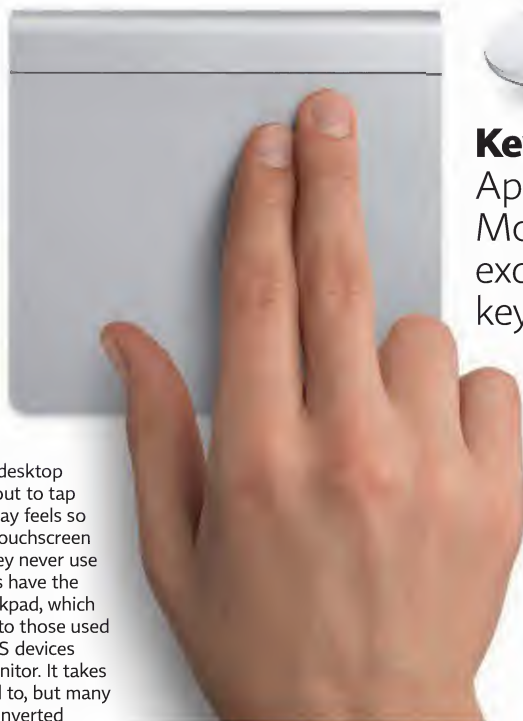 Ke
Ap
Mo
exc
key
desktop
out to tap
ay feels so
ouchscreen
ey never use
s have the
kpad, which
to those used
S devices
nitor. It takes
d to, but many
nverted